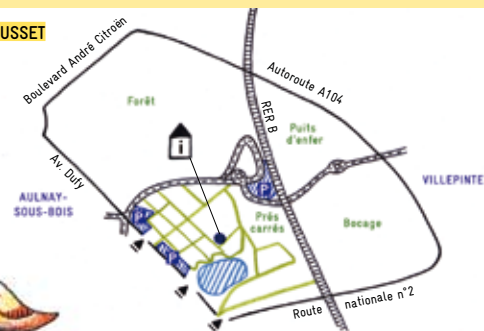 USSET
Boulevard André Citroën
Autoroute A104
Forêt
RER B
Puits
d'enfer
i
Av. Dufy
P
VILLEPINTE
AULNAY-
SOUS-BOIS
P
Prés
carrés
Bocage
Route nationale n°2